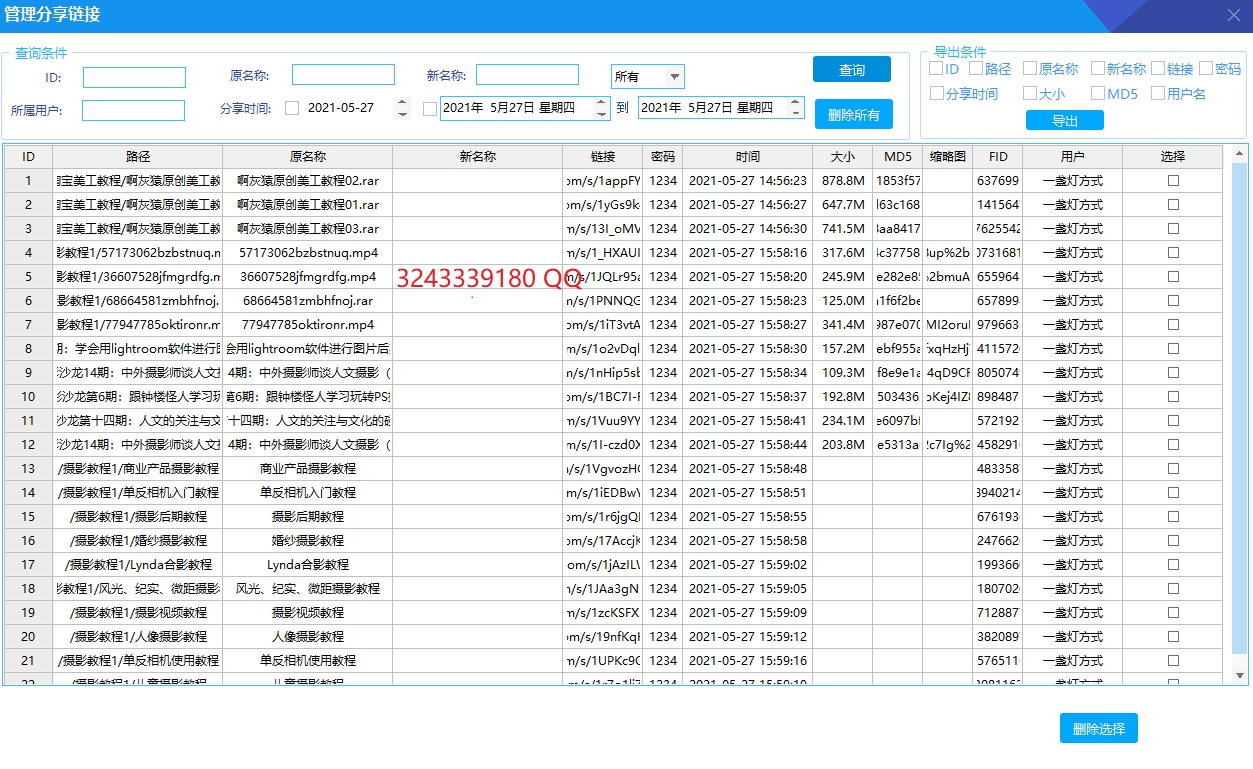 管理分享链接
查询条件
导出条件
ID: 原名称: 新名称: 所有 查询
ID 路径 原名称 新名称 链接 密码
所属用户: 分享时间: 2021-05-27 2021年 5月27日 星期四 到 2021年 5月27日 星期四 删除所有
分享时间 大小 MD5 用户名
导出
ID 路径 原名称 新名称 链接 密码 时间 大小 MD5 缩略图 FID 用户 选择
1 宝美工教程/啊灰猿原创美工教 啊灰猿原创美工教程02.rar m/s/1appFY 1234 2021-05-27 14:56:23 878.8M 1853f57 637699 一盏灯方式
2 宝美工教程/啊灰猿原创美工教 啊灰猿原创美工教程01.rar m/s/1yGs9k 1234 2021-05-27 14:56:27 647.7M 63c168 141564 一盏灯方式
3 宝美工教程/啊灰猿原创美工教 啊灰猿原创美工教程03.rar m/s/13I_oMV 1234 2021-05-27 14:56:30 741.5M aa8417 7625542 一盏灯方式
4 影教程1/57173062bzbstnuq.n 57173062bzbstnuq.mp4 m/s/1_HXAUI 1234 2021-05-27 15:58:16 317.6M c37758 up%2b 0731681 一盏灯方式
5 影教程1/36607528jfmgrdfg.n 36607528jfmgrdfg.mp4 /s/1JQLr95 1234 2021-05-27 15:58:20 245.9M e282e8 2bmuA 655964 一盏灯方式
3243339180 QQ
6 影教程1/68664581zmbhfnoj. 68664581zmbhfnoj.rar /s/1PNNQG 1234 2021-05-27 15:58:23 125.0M 1f6f2be 657899 一盏灯方式
7 影教程1/77947785oktironr.m 77947785oktironr.mp4 m/s/1iT3vtA 1234 2021-05-27 15:58:27 341.4M 987e070 MI2oru 979663 一盏灯方式
8 期：学会用lightroom软件进行 会用lightroom软件进行图片后 m/s/1o2vDq 1234 2021-05-27 15:58:30 157.2M ebf955 xqHzH 411572 一盏灯方式
9 沙龙14期：中外摄影师谈人文 4期：中外摄影师谈人文摄影（ /s/1nHip5s 1234 2021-05-27 15:58:34 109.3M f8e9e1 4qD9C 805074 一盏灯方式
10 沙龙第6期：跟钟楼怪人学习玩 第6期：跟钟楼怪人学习玩转PS m/s/1BC7I-F 1234 2021-05-27 15:58:37 192.8M 503436 Kej4IZ 898487 一盏灯方式
11 沙龙第十四期：人文的关注与文 十四期：人文的关注与文化的 m/s/1Vuu9Y 1234 2021-05-27 15:58:41 234.1M e6097b 572192 一盏灯方式
12 沙龙14期：中外摄影师谈人文 4期：中外摄影师谈人文摄影（ m/s/1I-czd0X 1234 2021-05-27 15:58:44 203.8M e5313a c7Ig%2 458291 一盏灯方式
13 /摄影教程1/商业产品摄影教程 商业产品摄影教程 /s/1VgvozH 1234 2021-05-27 15:58:48 483358 一盏灯方式
14 /摄影教程1/单反相机入门教程 单反相机入门教程 m/s/1iEDBw 1234 2021-05-27 15:58:51 3940214 一盏灯方式
15 /摄影教程1/摄影后期教程 摄影后期教程 m/s/1r6jgQ 1234 2021-05-27 15:58:55 676193 一盏灯方式
16 /摄影教程1/婚纱摄影教程 婚纱摄影教程 m/s/17Accj 1234 2021-05-27 15:58:58 247662 一盏灯方式
17 /摄影教程1/Lynda合影教程 Lynda合影教程 om/s/1jAzIL 1234 2021-05-27 15:59:02 199366 一盏灯方式
18 影教程1/风光、纪实、微距摄影 风光、纪实、微距摄影教程 /s/1JAa3gN 1234 2021-05-27 15:59:05 180702 一盏灯方式
19 /摄影教程1/摄影视频教程 摄影视频教程 m/s/1zcKSFX 1234 2021-05-27 15:59:09 712887 一盏灯方式
20 /摄影教程1/人像摄影教程 人像摄影教程 m/s/19nfKq 1234 2021-05-27 15:59:12 382089 一盏灯方式
21 /摄影教程1/单反相机使用教程 单反相机使用教程 m/s/1UPKc9 1234 2021-05-27 15:59:16 576511 一盏灯方式
删除选择